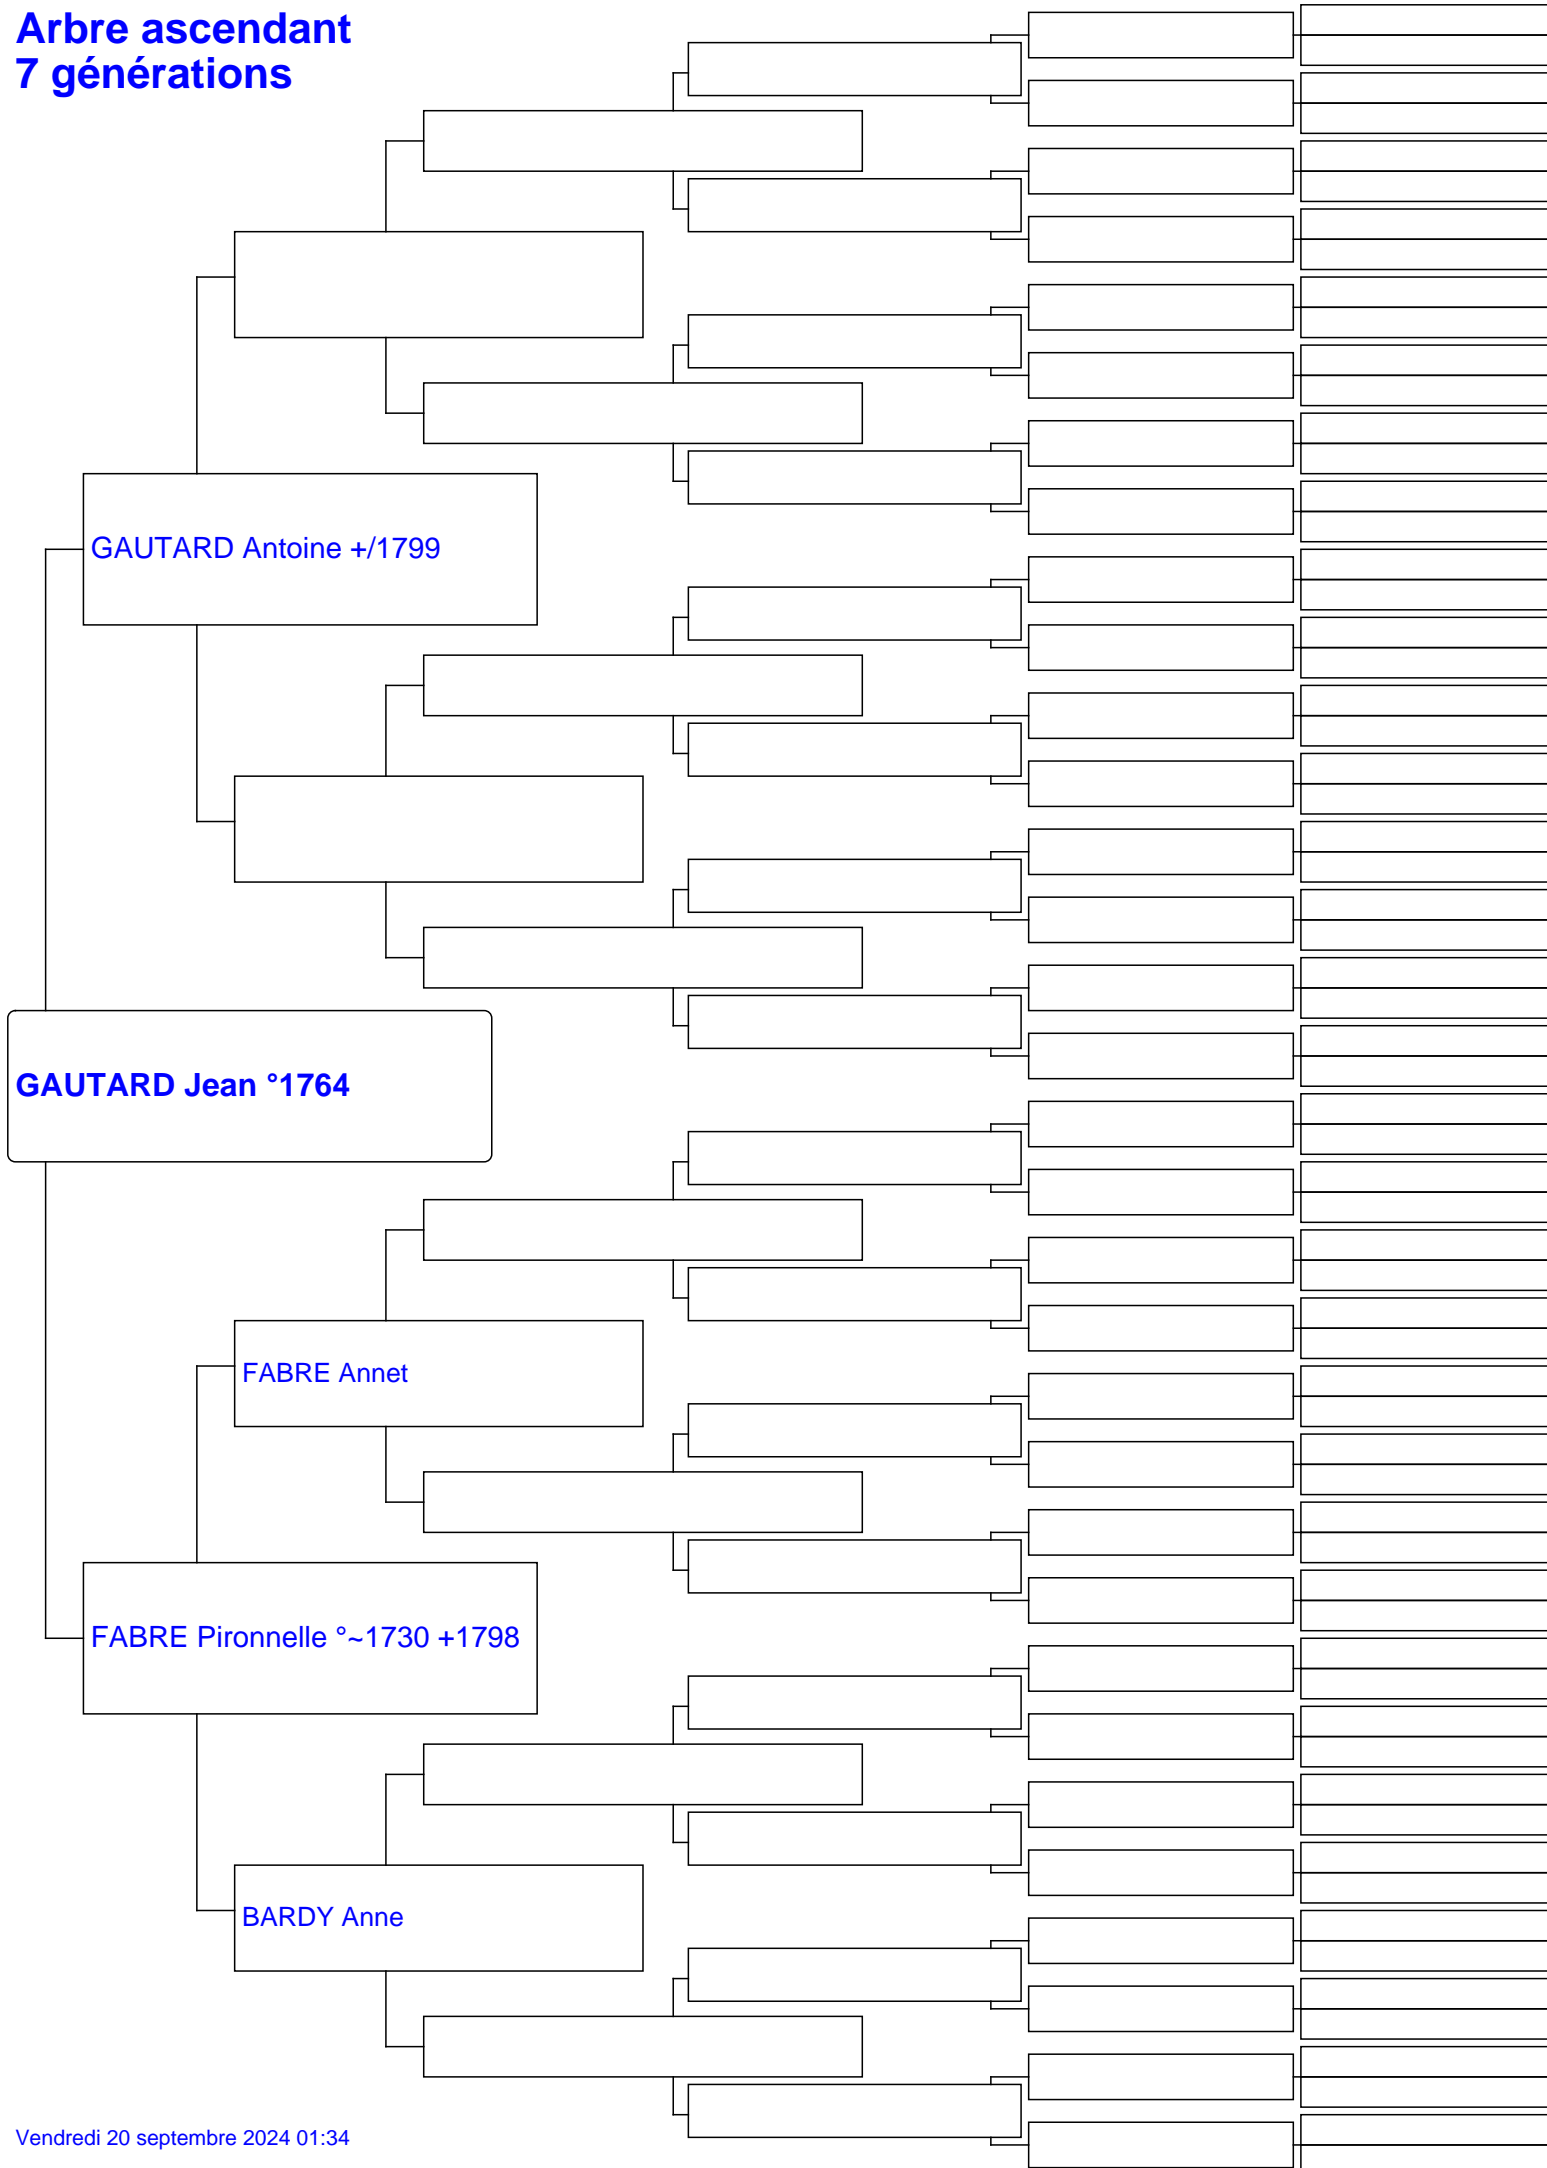 Arbre ascendant
7 générations
GAUTARD Antoine +/1799
GAUTARD Jean °1764
FABRE Annet
FABRE Pironnelle °~1730 +1798
BARDY Anne
Vendredi 20 septembre 2024 01:34